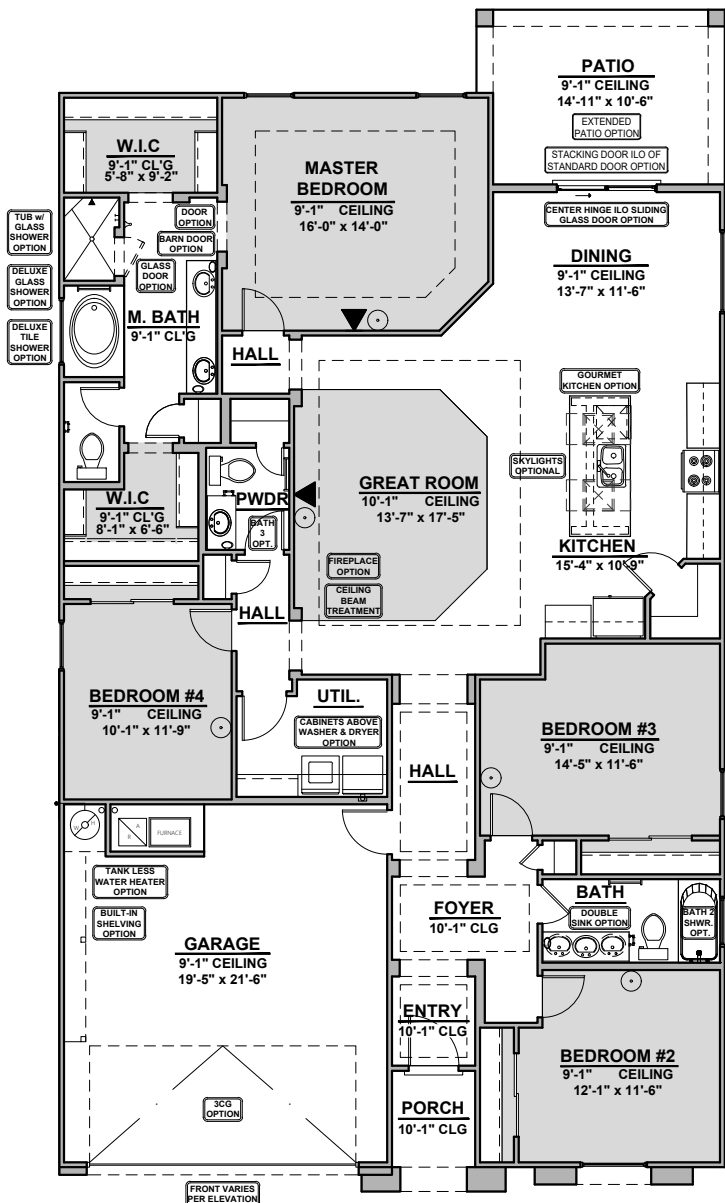 PATIO
9'-1" CEILING
14'-11" x 10'-6"
EXTENDED
PATIO OPTION
STACKING DOOR ILO OF
STANDARD DOOR OPTION
CENTER HINGE ILO SLIDING
GLASS DOOR OPTION
W.I.C
9'-1" CL'G
5'-8" x 9'-2"
MASTER
BEDROOM
9'-1" CEILING
16'-0" x 14'-0"
TUB w/
GLASS
SHOWER
OPTION
DOOR
OPTION
BARN DOOR
OPTION
GLASS
DOOR
OPTION
DELUXE
GLASS
SHOWER
OPTION
DELUXE
TILE
SHOWER
OPTION
M. BATH
9'-1" CL'G
DINING
9'-1" CEILING
13'-7" x 11'-6"
HALL
GOURMET
KITCHEN OPTION
SKYLIGHTS
OPTIONAL
GREAT ROOM
10'-1" CEILING
13'-7" x 17'-5"
W.I.C
9'-1" CL'G
8'-1" x 6'-6"
PWDR
BATH
3
OPT.
KITCHEN
15'-4" x 10'-9"
FIREPLACE
OPTION
CEILING
BEAM
TREATMENT
HALL
BEDROOM #4
9'-1" CEILING
10'-1" x 11'-9"
UTIL.
CABINETS ABOVE
WASHER & DRYER
OPTION
HALL
BEDROOM #3
9'-1" CEILING
14'-5" x 11'-6"
W
H
A
R
FURNACE
TANK LESS
WATER HEATER
OPTION
BUILT-IN
SHELVING
OPTION
FOYER
10'-1" CLG
BATH
DOUBLE
SINK OPTION
BATH 2
SHWR.
OPT.
GARAGE
9'-1" CEILING
19'-5" x 21'-6"
ENTRY
10'-1" CLG
BEDROOM #2
9'-1" CEILING
12'-1" x 11'-6"
3CG
OPTION
PORCH
10'-1" CLG
FRONT VARIES
PER ELEVATION